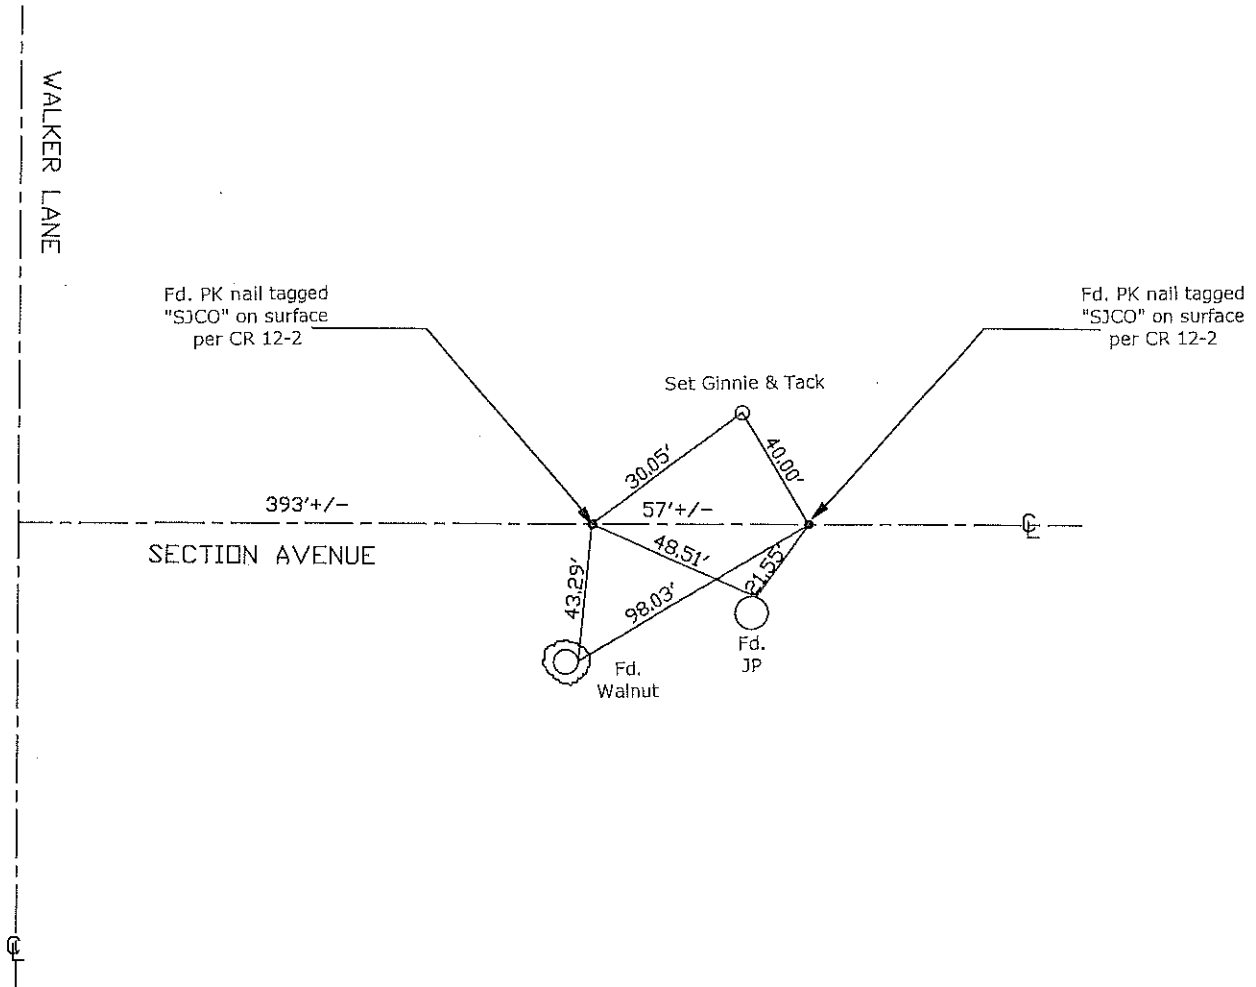 WALKER LANE
Fd. PK nail tagged
"SJCO" on surface
per CR 12-2
Fd. PK nail tagged
"SJCO" on surface
per CR 12-2
Set Ginnie & Tack
30.05'
40.00'
393'+/-
57'+/-
℄
SECTION AVENUE
48.51'
21.55'
43.29'
98.03'
Fd.
JP
Fd.
Walnut
℄